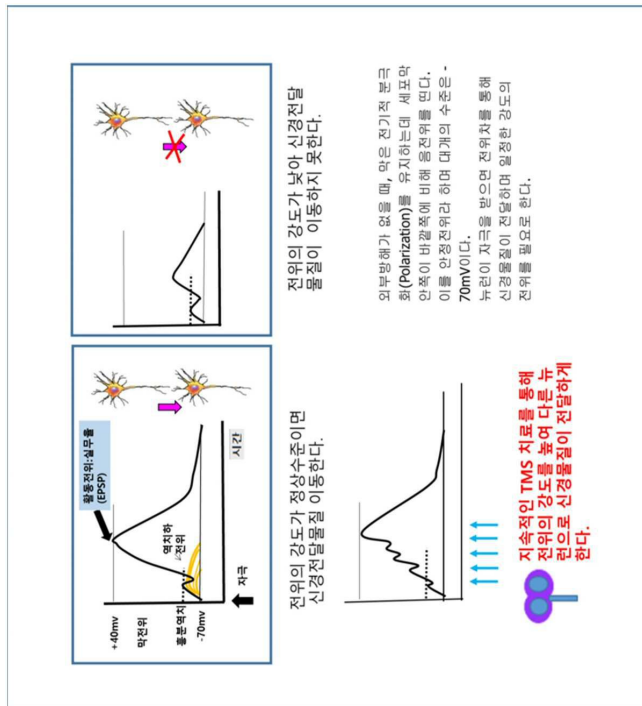 활동전위:실무율
(EPSP)
+40mv
막전위
흥분역치
-70mv
역치하
전위
시간
자극
전위의 강도가 정상수준이면
신경전달물질 이동한다.
전위의 강도가 낮아 신경전달
물질이 이동하지 못한다.
지속적인 TMS 치료를 통해
전위의 강도를 높여 다른 뉴
런으로 신경물질이 전달하게
한다.
외부방해가 없을 때, 막은 전기적 분극
화(Polarization)를 유지하는데 세포막
안쪽이 바깥쪽에 비해 음전위를 띤다.
이를 안정전위라 하며 대개의 수준은 -
70mV이다.
뉴런이 자극을 받으면 전위차를 통해
신경물질이 전달하며 일정한 강도의
전위를 필요로 한다.